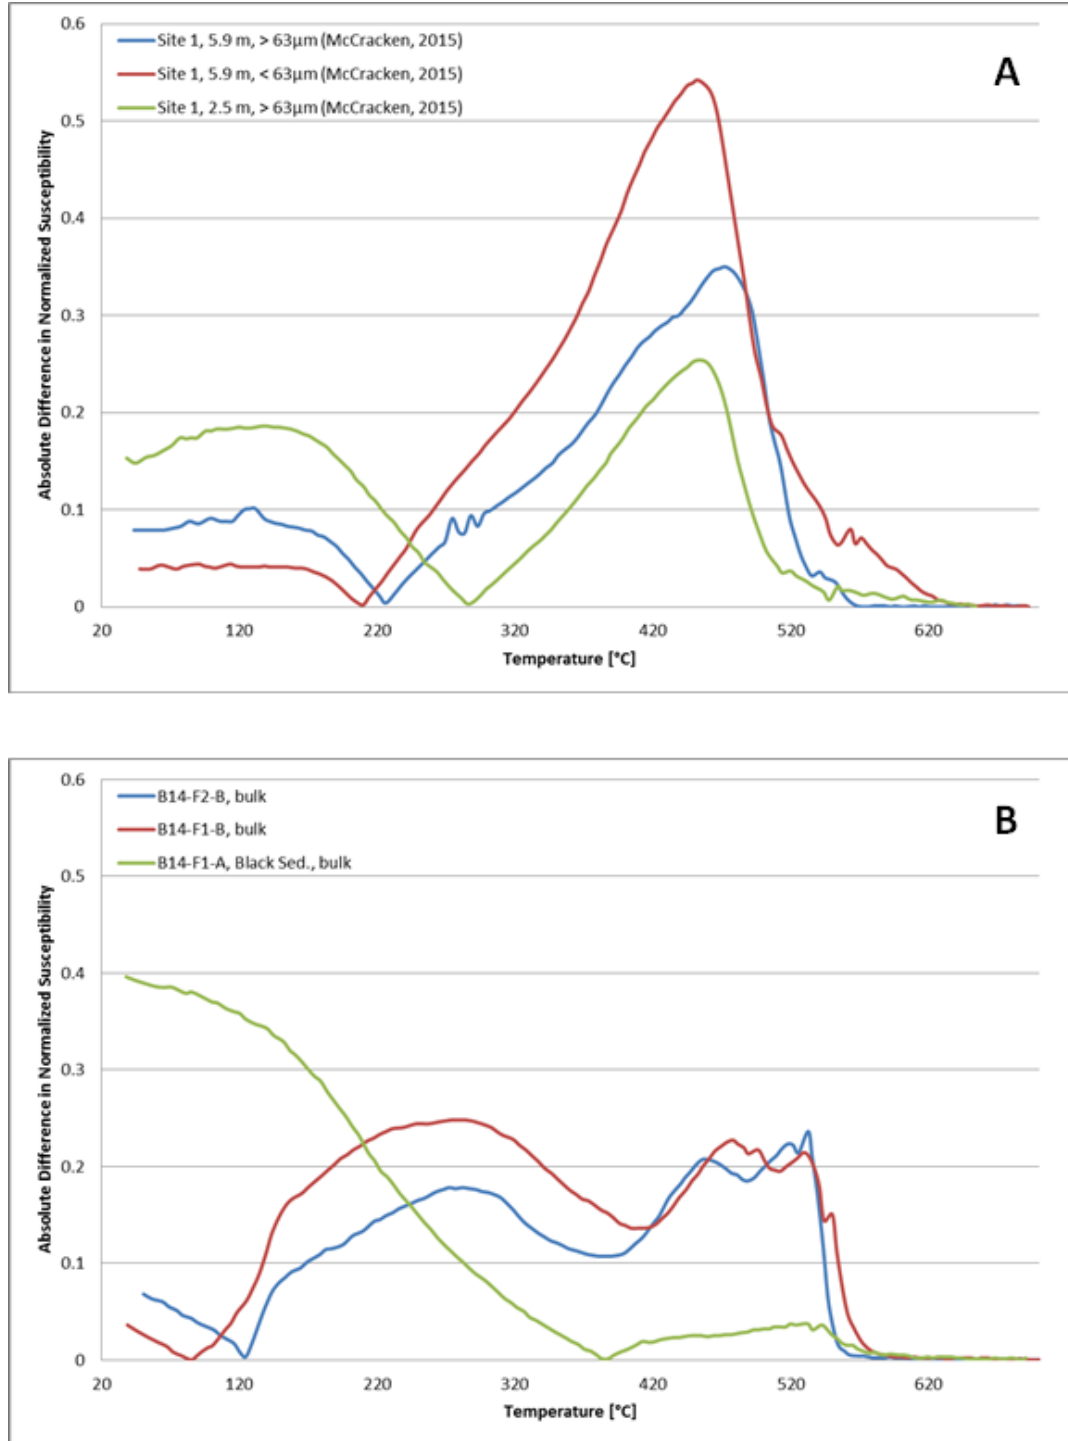 0.6
Site 1, 5.9 m, > 63µm (McCracken, 2015)
A
Site 1, 5.9 m, < 63µm (McCracken, 2015)
Site 1, 2.5 m, > 63µm (McCracken, 2015)
0.5
0.4
0.3
0.2
0.1
0
Absolute Difference in Normalized Susceptibility
20 120 220 320 420 520 620
Temperature [°C]
0.6
B14-F2-B, bulk
B
B14-F1-B, bulk
B14-F1-A, Black Sed., bulk
0.5
0.4
0.3
0.2
0.1
0
Absolute Difference in Normalized Susceptibility
20 120 220 320 420 520 620
Temperature [°C]